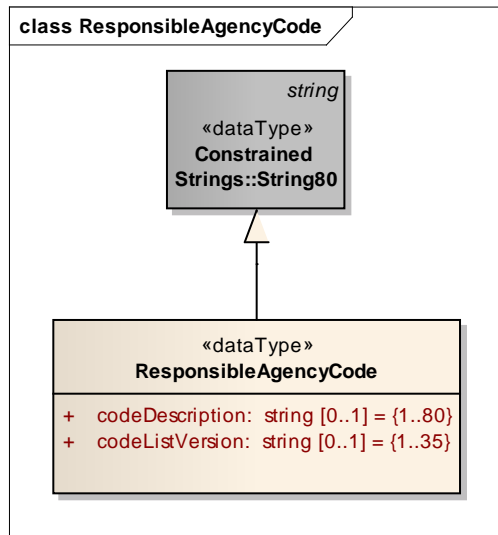 class ResponsibleAgencyCode
string
«dataType»
Constrained
Strings::String80
«dataType»
ResponsibleAgencyCode
+ codeDescription: string [0..1] = {1..80}
+ codeListVersion: string [0..1] = {1..35}